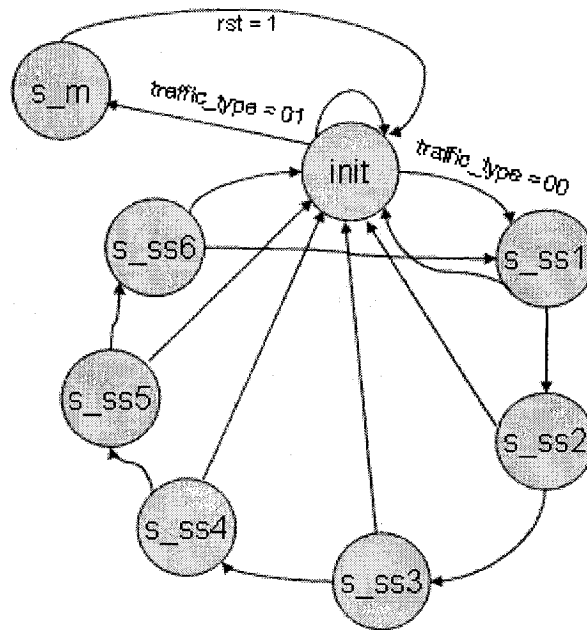 rst = 1
s_m
traffic_type = 01
init
traffic_type = 00
s_ss6
s_ss1
s_ss5
s_ss2
s_ss4
s_ss3